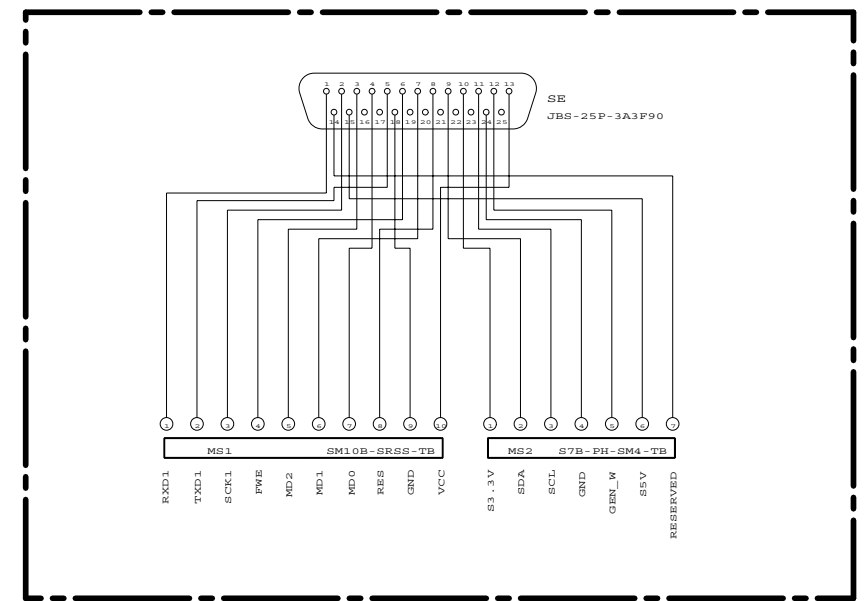 1 2 3 4 5 6 7 8 9 10 11 12 13
SE
14 15 16 17 18 19 20 21 22 23 24 25
JBS-25P-3A3F90
1 2 3 4 5 6 7 8 9 10
1 2 3 4 5 6 7
MS1 SM10B-SRSS-TB
MS2 S7B-PH-SM4-TB
RXD1
TXD1
SCK1
FWE
MD2
MD1
MD0
RES
GND
VCC
S3.3V
SDA
SCL
GND
GEN_W
S5V
RESERVED